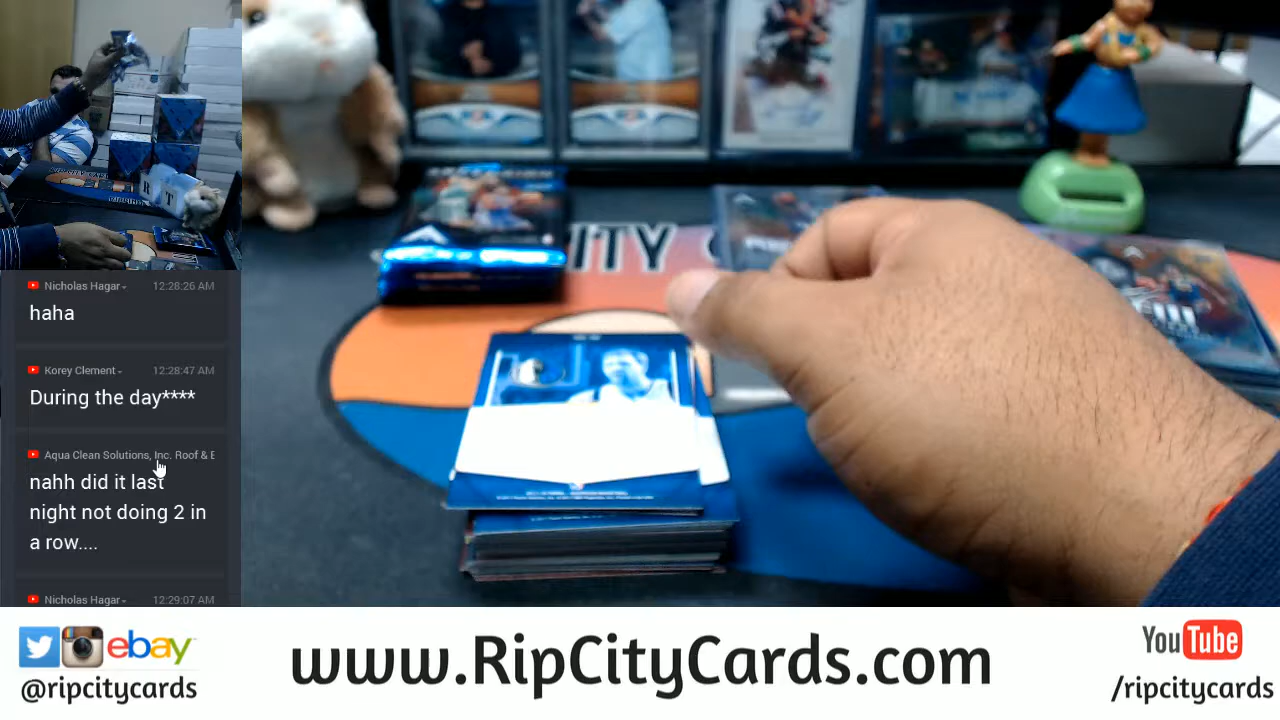 Nicholas Hagar
12:28:26 AM
haha
Korey Clement
12:28:47 AM
During the day****
Aqua Clean Solutions, Inc. Roof & E
nahh did it last
night not doing 2 in
a row....
Nicholas Hagar
12:29:07 AM
ITY
R T
ebay
@ripcitycards
www.RipCityCards.com
YouTube
/ripcitycards